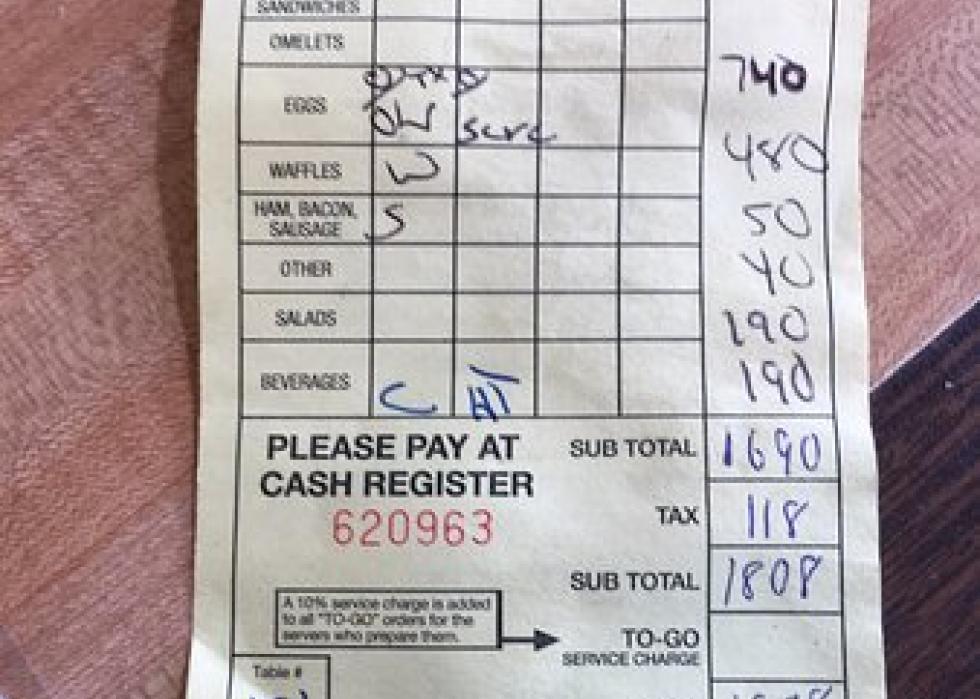 SANDWICHES
OMELETS
740
EGGS
OW scrc
480
WAFFLES W
HAM, BACON, SAUSAGE S 50
OTHER 40
SALADS 190
BEVERAGES C HT 190
PLEASE PAY AT
CASH REGISTER
620963
SUB TOTAL 1690
TAX 118
SUB TOTAL 1808
A 10% service charge is added
to all "TO-GO" orders for the
servers who prepare them.
TO-GO
SERVICE CHARGE
Table #